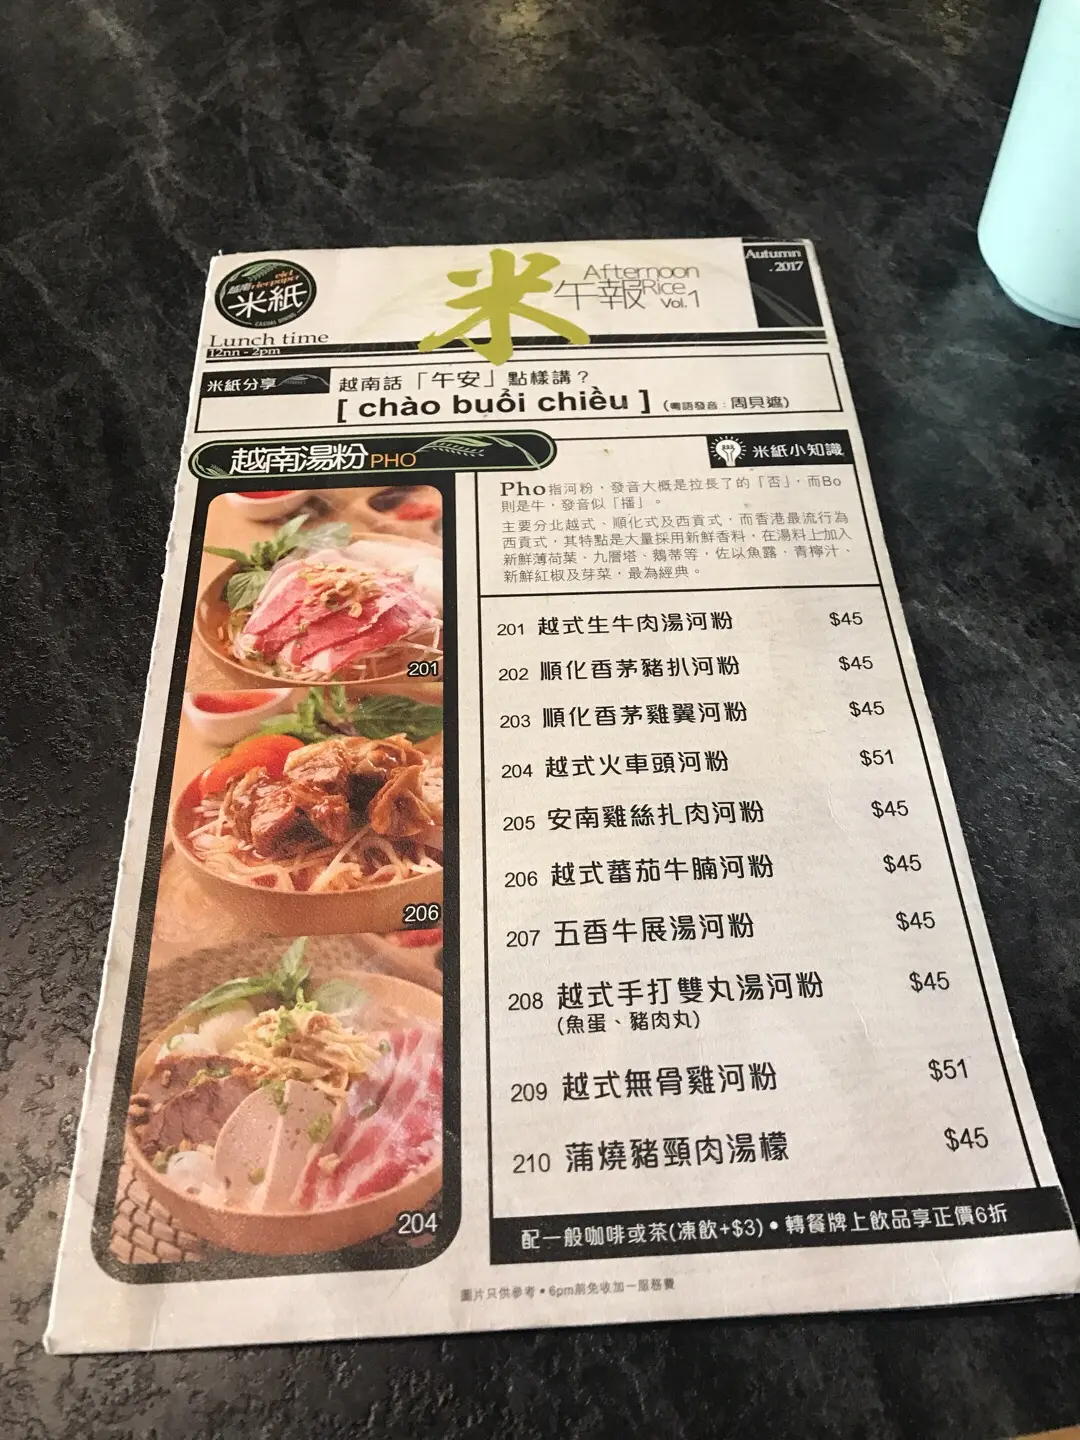 越南 viet ricepaper
米紙
CASUAL DINING
Lunch time
12nn - 2pm
米
午報
Afternoon
Rice
Vol.1
Autumn
. 2017
米紙分享
越南話「午安」點樣講？
[ chào buổi chiều ] (粵語發音：周貝遮)
越南湯粉 PHO
米紙小知識
Pho指河粉，發音大概是拉長了的「否」，而Bo
則是牛，發音似「播」。
主要分北越式、順化式及西貢式，而香港最流行為
西貢式，其特點是大量採用新鮮香料，在湯料上加入
新鮮薄荷葉、九層塔、鵝蒂等，佐以魚露、青檸汁、
新鮮紅椒及芽菜，最為經典。
201
206
204
201 越式生牛肉湯河粉 $45
202 順化香茅豬扒河粉 $45
203 順化香茅雞翼河粉 $45
204 越式火車頭河粉 $51
205 安南雞絲扎肉河粉 $45
206 越式蕃茄牛腩河粉 $45
207 五香牛展湯河粉 $45
208 越式手打雙丸湯河粉 $45
(魚蛋、豬肉丸)
209 越式無骨雞河粉 $51
210 蒲燒豬頸肉湯檬 $45
配一般咖啡或茶(凍飲+$3)•轉餐牌上飲品享正價6折
圖片只供參考•6pm前免收加一服務費